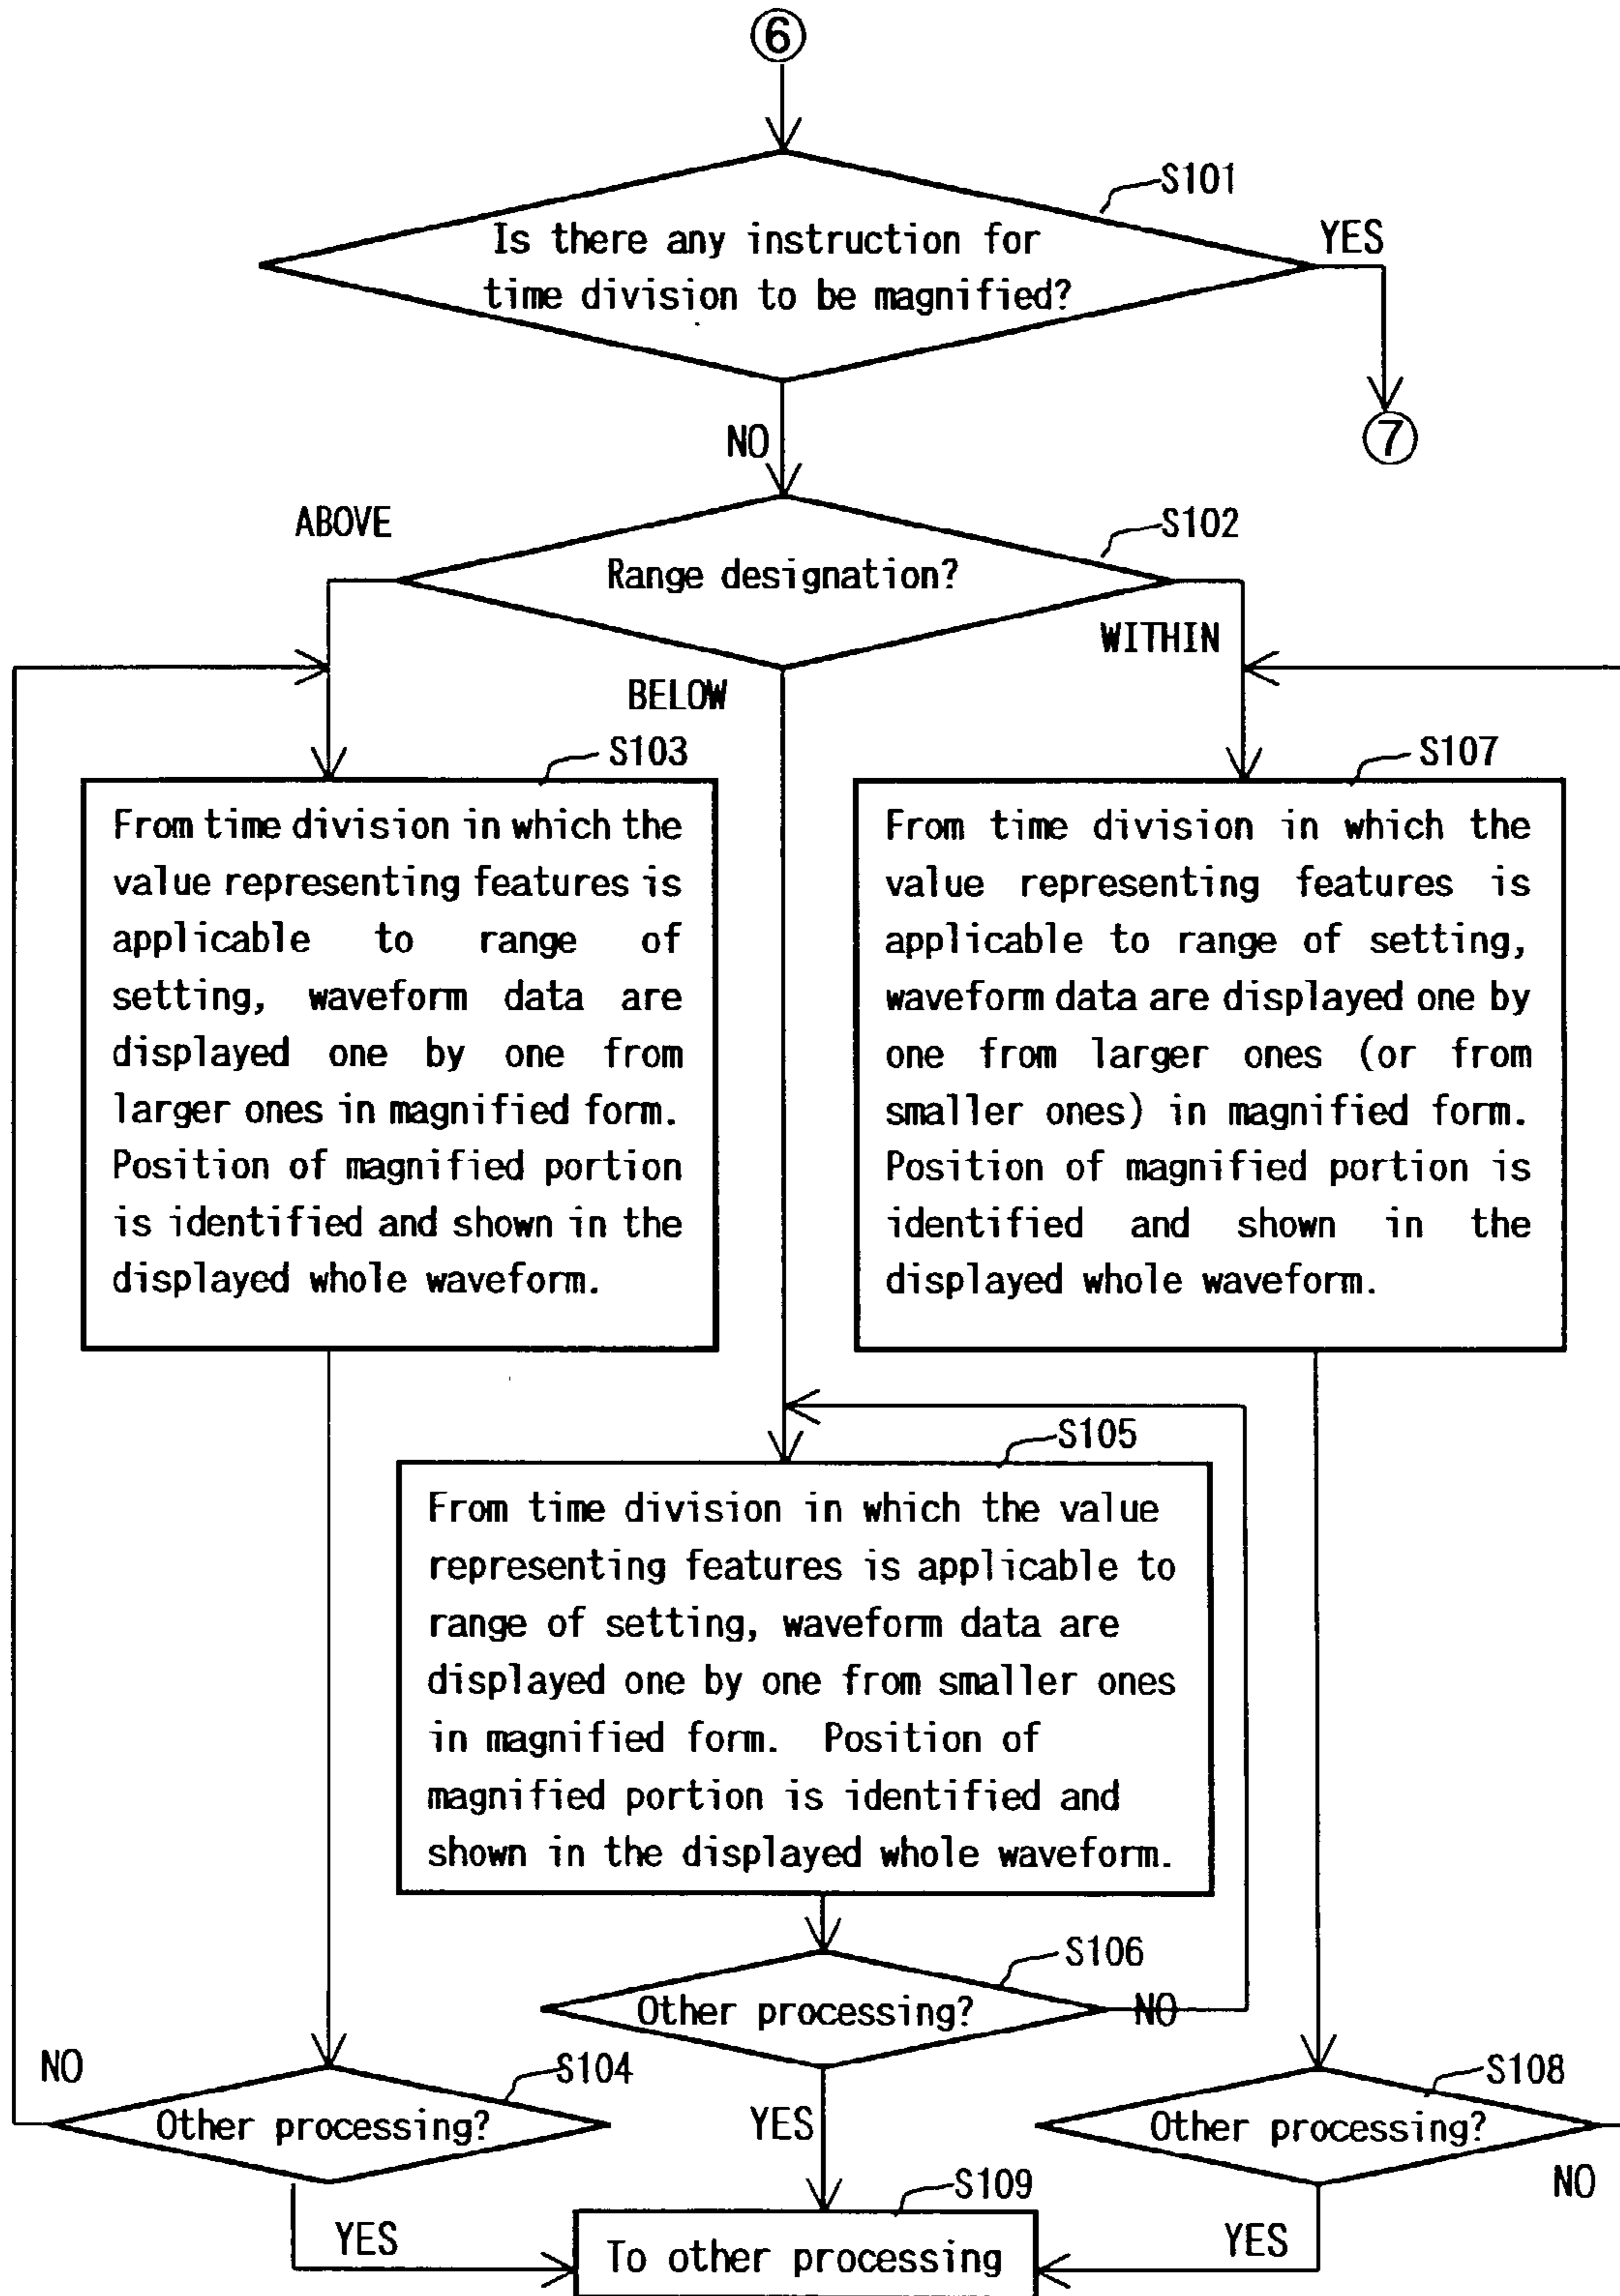 ⑥
S101
Is there any instruction for
time division to be magnified?
YES
⑦
NO
S102
ABOVE
Range designation?
WITHIN
BELOW
S103
From time division in which the
value representing features is
applicable to range of
setting, waveform data are
displayed one by one from
larger ones in magnified form.
Position of magnified portion
is identified and shown in the
displayed whole waveform.
S107
From time division in which the
value representing features is
applicable to range of setting,
waveform data are displayed one by
one from larger ones (or from
smaller ones) in magnified form.
Position of magnified portion is
identified and shown in the
displayed whole waveform.
S105
From time division in which the value
representing features is applicable to
range of setting, waveform data are
displayed one by one from smaller ones
in magnified form. Position of
magnified portion is identified and
shown in the displayed whole waveform.
S106
Other processing?
NO
NO
S104
Other processing?
YES
S108
Other processing?
NO
YES
S109
To other processing
YES